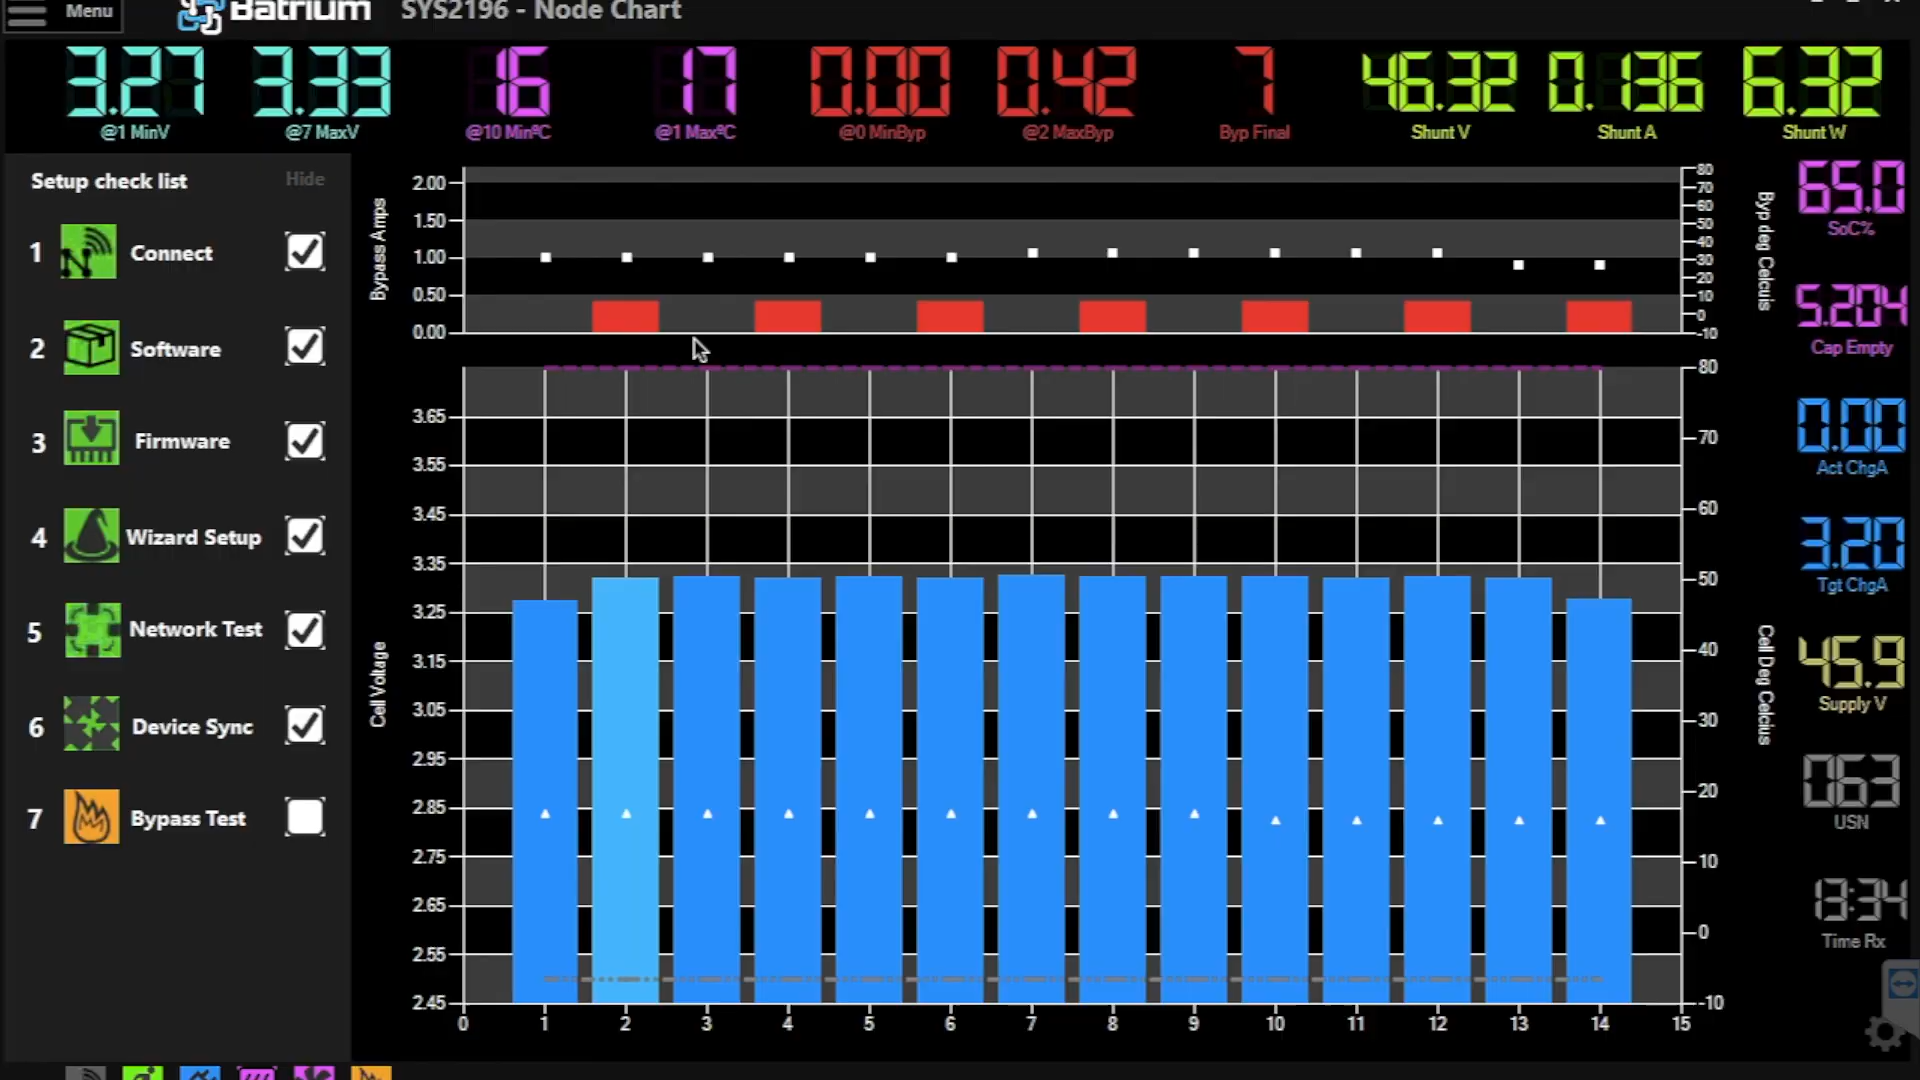 Menu
Batrium
SYS2196 - Node Chart
3.27 3.33 16 17 0.00 0.42 7 46.32 0.136 6.32
@1 MinV @7 MaxV @10 MinºC @1 MaxºC @0 MinByp @2 MaxByp Byp Final Shunt V Shunt A Shunt W
Setup check list Hide
1 Connect
2 Software
3 Firmware
4 Wizard Setup
5 Network Test
6 Device Sync
7 Bypass Test
Bypass Amps
2.00
1.50
1.00
0.50
0.00
80
70
60
50
40
30
20
10
0
-10
Byp deg Celcuis
Cell Voltage
3.65
3.55
3.45
3.35
3.25
3.15
3.05
2.95
2.85
2.75
2.65
2.55
2.45
80
70
60
50
40
30
20
10
0
-10
Cell Deg Celcius
0 1 2 3 4 5 6 7 8 9 10 11 12 13 14 15
65.0
SoC%
5.204
Cap Empty
0.00
Act ChgA
3.20
Tgt ChgA
45.9
Supply V
063
USN
13:34
Time Rx